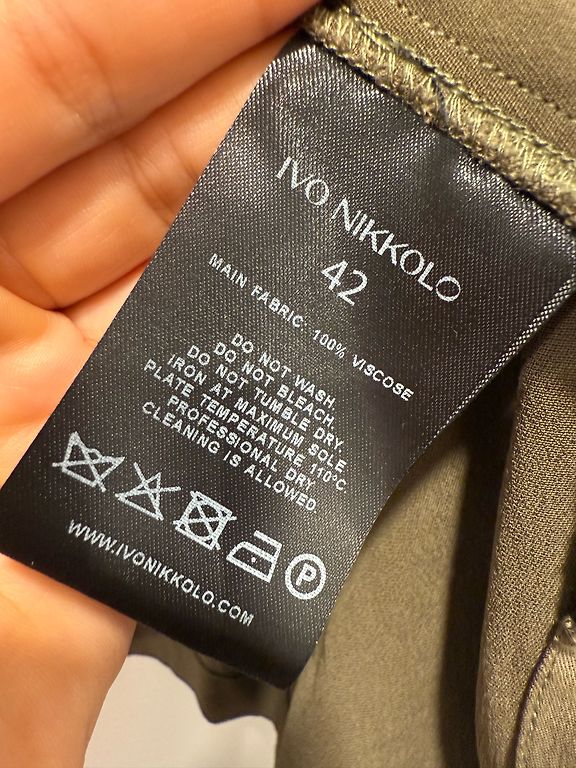 IVO NIKKOLO
42
MAIN FABRIC: 100% VISCOSE
DO NOT WASH
DO NOT BLEACH,
DO NOT TUMBLE DRY.
IRON AT MAXIMUM SOLE
PLATE TEMPERATURE 110°C
PROFESSIONAL DRY
CLEANING IS ALLOWED
P
WWW.IVONIKKOLO.COM